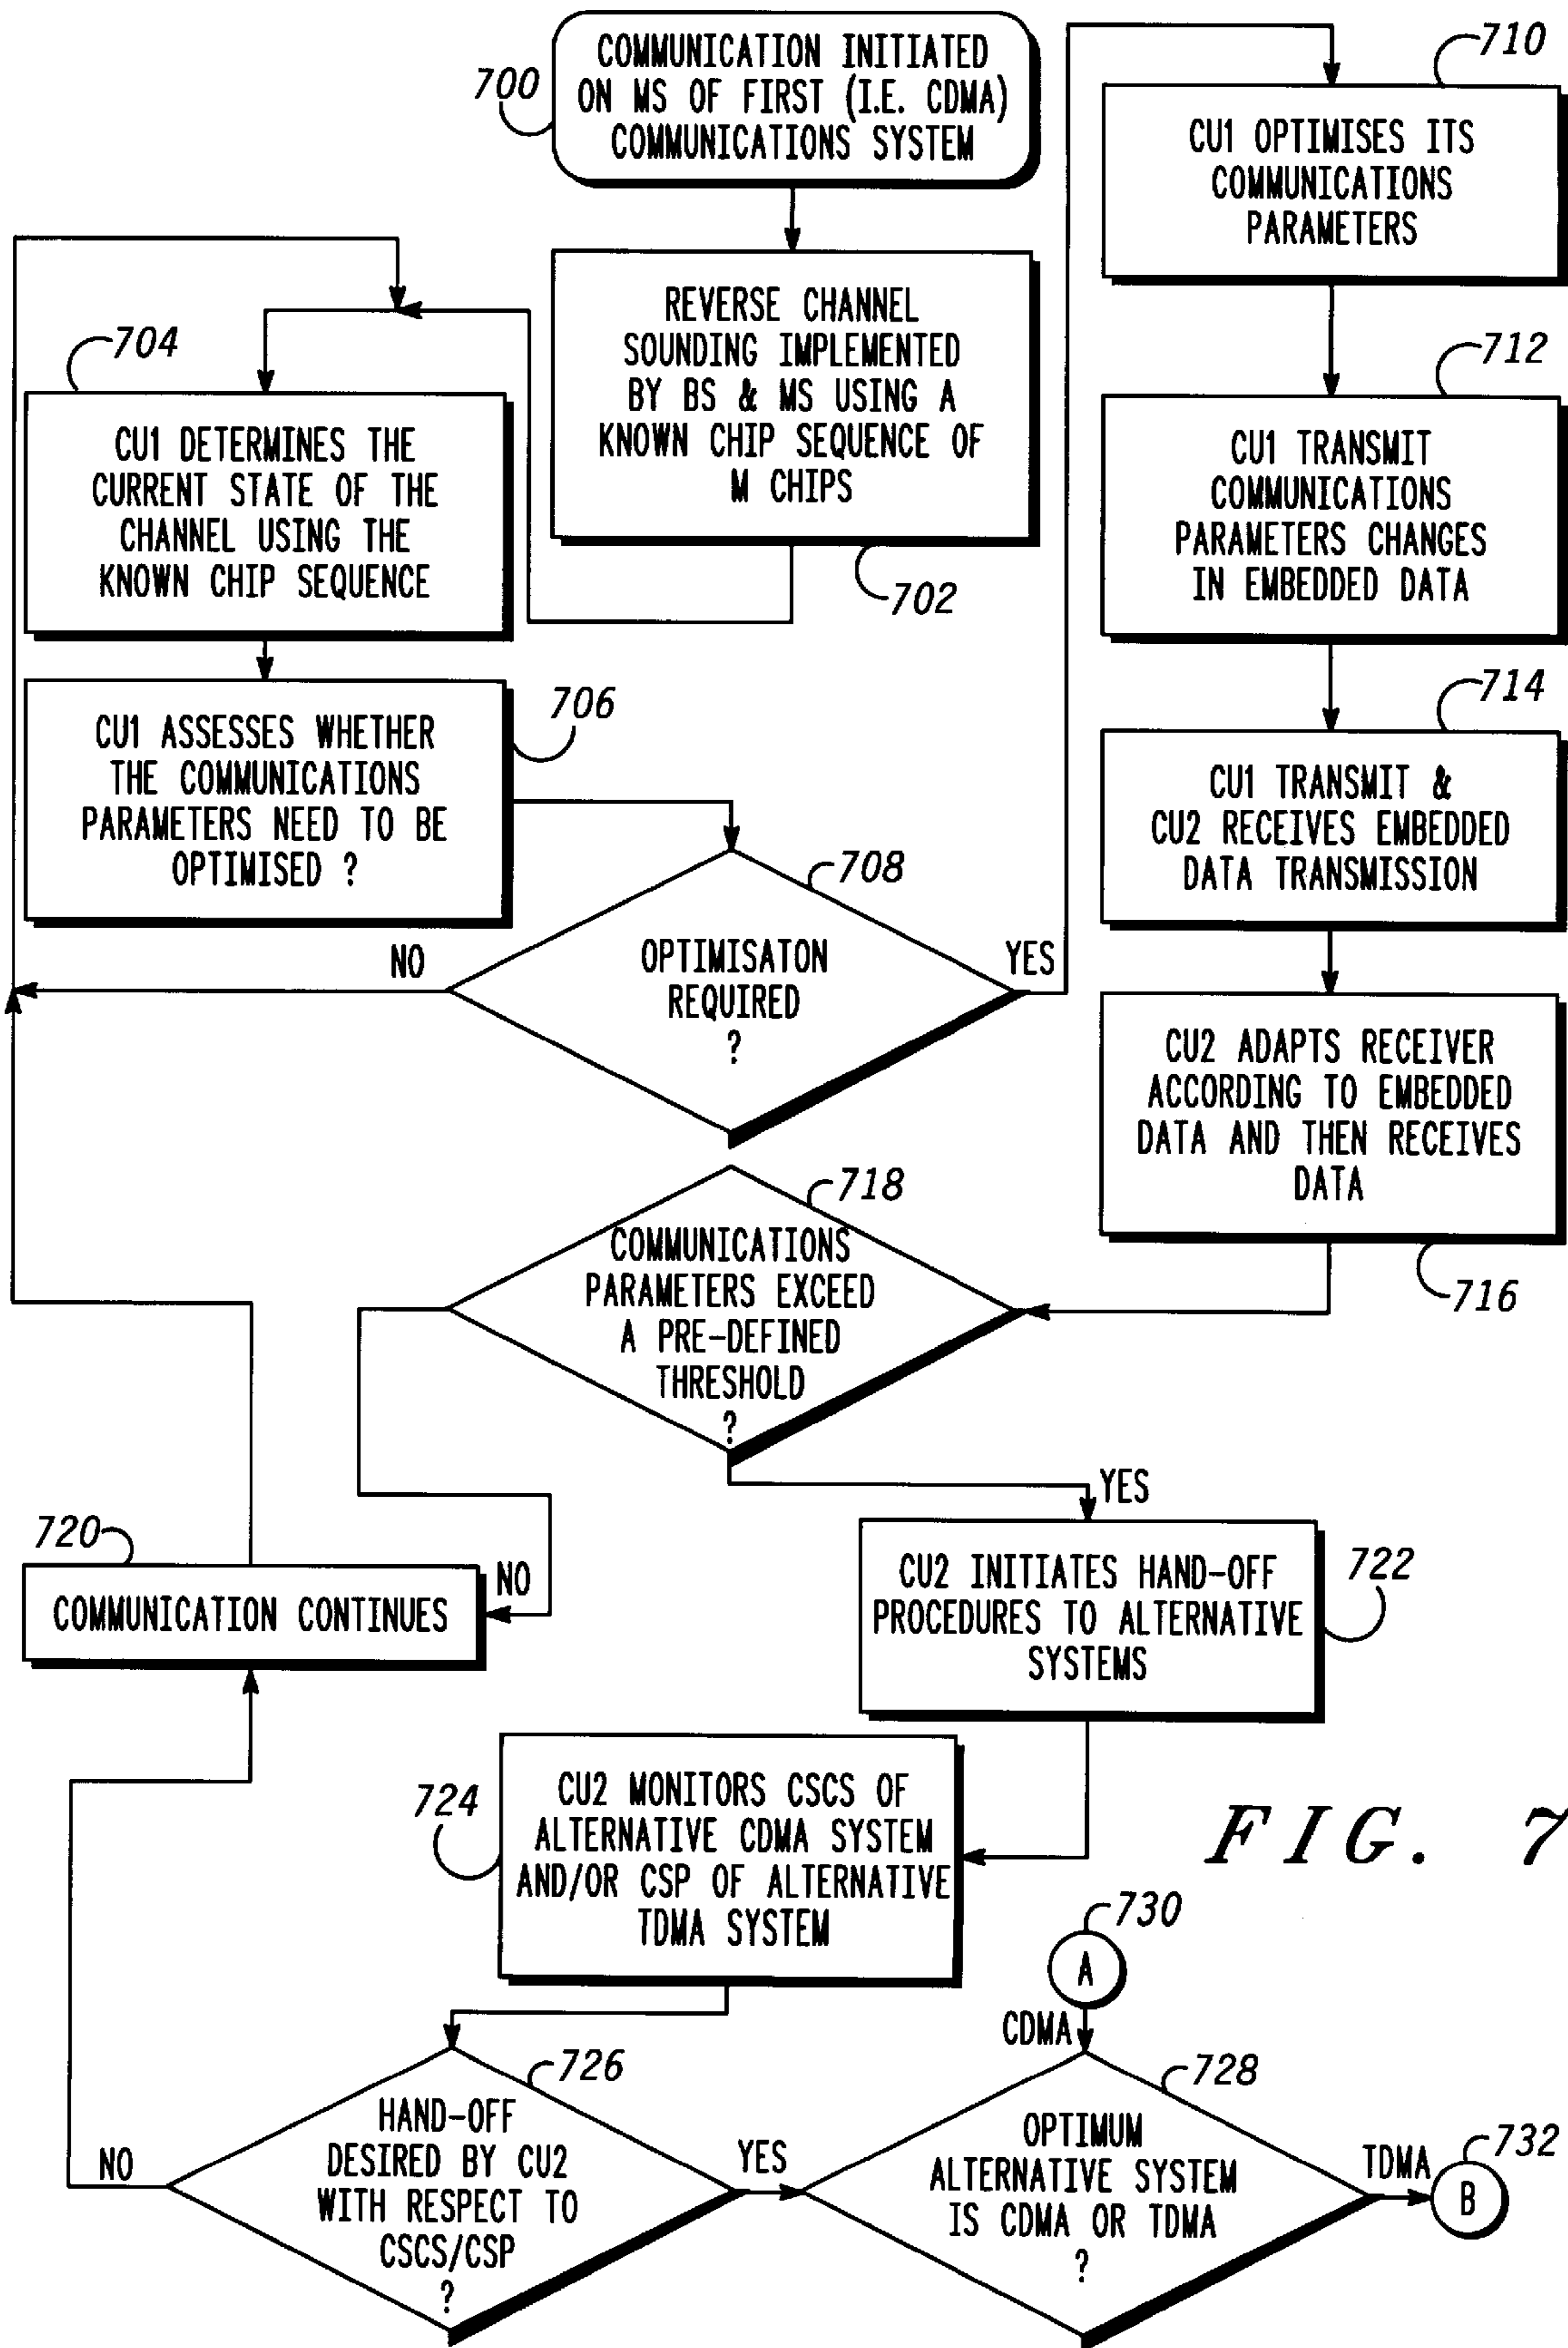 700
COMMUNICATION INITIATED
ON MS OF FIRST (I.E. CDMA)
COMMUNICATIONS SYSTEM
REVERSE CHANNEL
SOUNDING IMPLEMENTED
BY BS & MS USING A
KNOWN CHIP SEQUENCE OF
M CHIPS
702
704
CU1 DETERMINES THE
CURRENT STATE OF THE
CHANNEL USING THE
KNOWN CHIP SEQUENCE
706
CU1 ASSESSES WHETHER
THE COMMUNICATIONS
PARAMETERS NEED TO BE
OPTIMISED ?
708
OPTIMISATON
REQUIRED
?
NO
YES
710
CU1 OPTIMISES ITS
COMMUNICATIONS
PARAMETERS
712
CU1 TRANSMIT
COMMUNICATIONS
PARAMETERS CHANGES
IN EMBEDDED DATA
714
CU1 TRANSMIT &
CU2 RECEIVES EMBEDDED
DATA TRANSMISSION
CU2 ADAPTS RECEIVER
ACCORDING TO EMBEDDED
DATA AND THEN RECEIVES
DATA
716
718
COMMUNICATIONS
PARAMETERS EXCEED
A PRE-DEFINED
THRESHOLD
?
YES
NO
720
COMMUNICATION CONTINUES
722
CU2 INITIATES HAND-OFF
PROCEDURES TO ALTERNATIVE
SYSTEMS
724
CU2 MONITORS CSCS OF
ALTERNATIVE CDMA SYSTEM
AND/OR CSP OF ALTERNATIVE
TDMA SYSTEM
FIG. 7
726
HAND-OFF
DESIRED BY CU2
WITH RESPECT TO
CSCS/CSP
?
NO
YES
730
A
CDMA
728
OPTIMUM
ALTERNATIVE SYSTEM
IS CDMA OR TDMA
?
TDMA
732
B